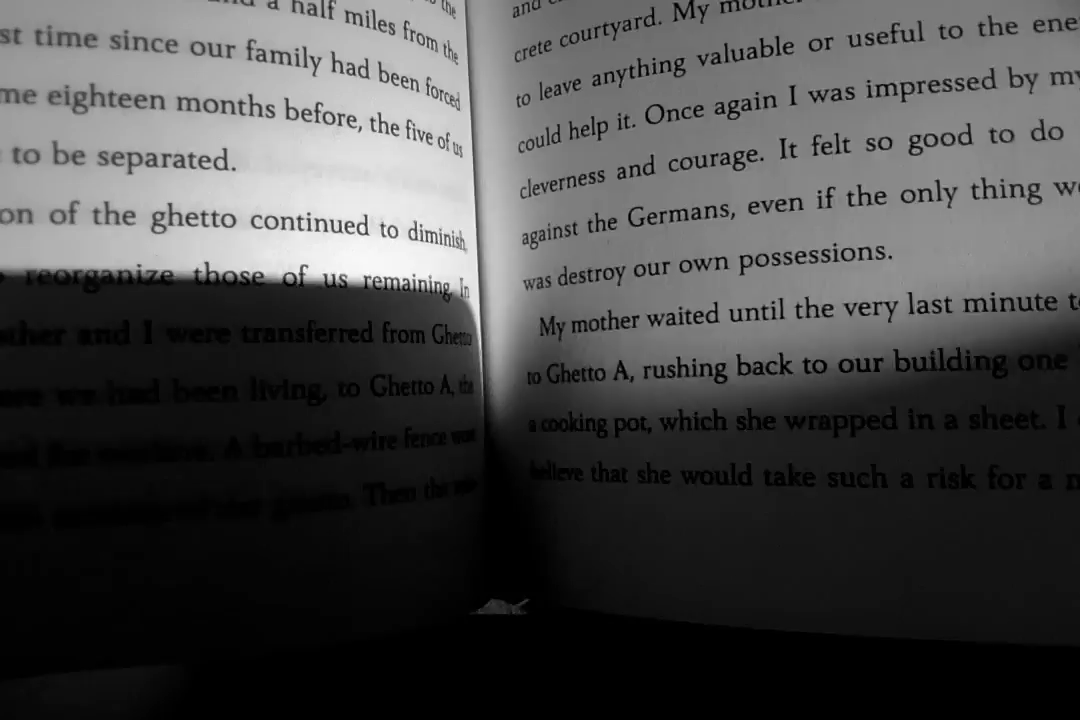 the
a half miles from the
st time since our family had been forced
me eighteen months before, the five of us
to be separated.
on of the ghetto continued to diminish,
reorganize those of us remaining. In
ther and I were transferred from Ghetto
ere we had been living, to Ghetto A, the
A barbed-wire fence was
Then the
and
crete courtyard. My mother
to leave anything valuable or useful to the ene
could help it. Once again I was impressed by my
cleverness and courage. It felt so good to do
against the Germans, even if the only thing we
was destroy our own possessions.
My mother waited until the very last minute to
to Ghetto A, rushing back to our building one
a cooking pot, which she wrapped in a sheet. I
believe that she would take such a risk for a m